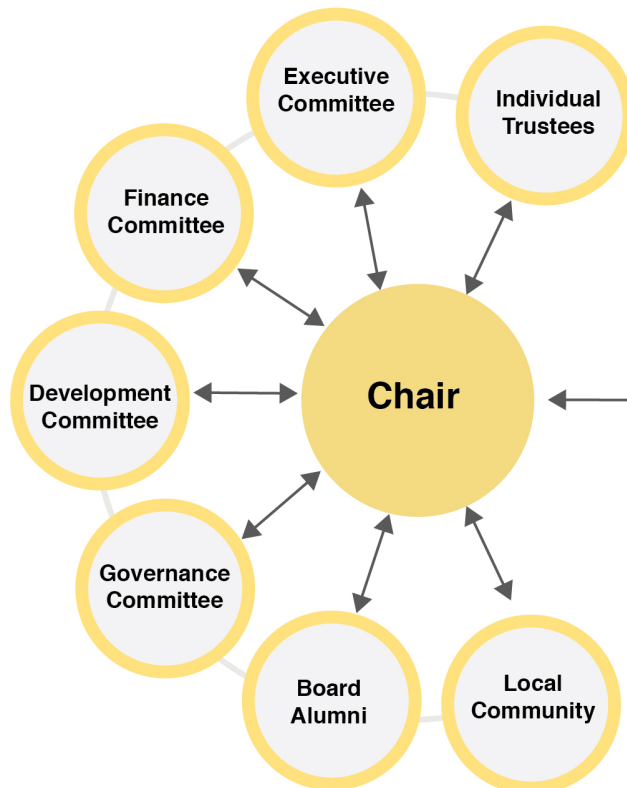 Executive
Committee
Individual
Trustees
Finance
Committee
Development
Committee
Chair
Governance
Committee
Board
Alumni
Local
Community